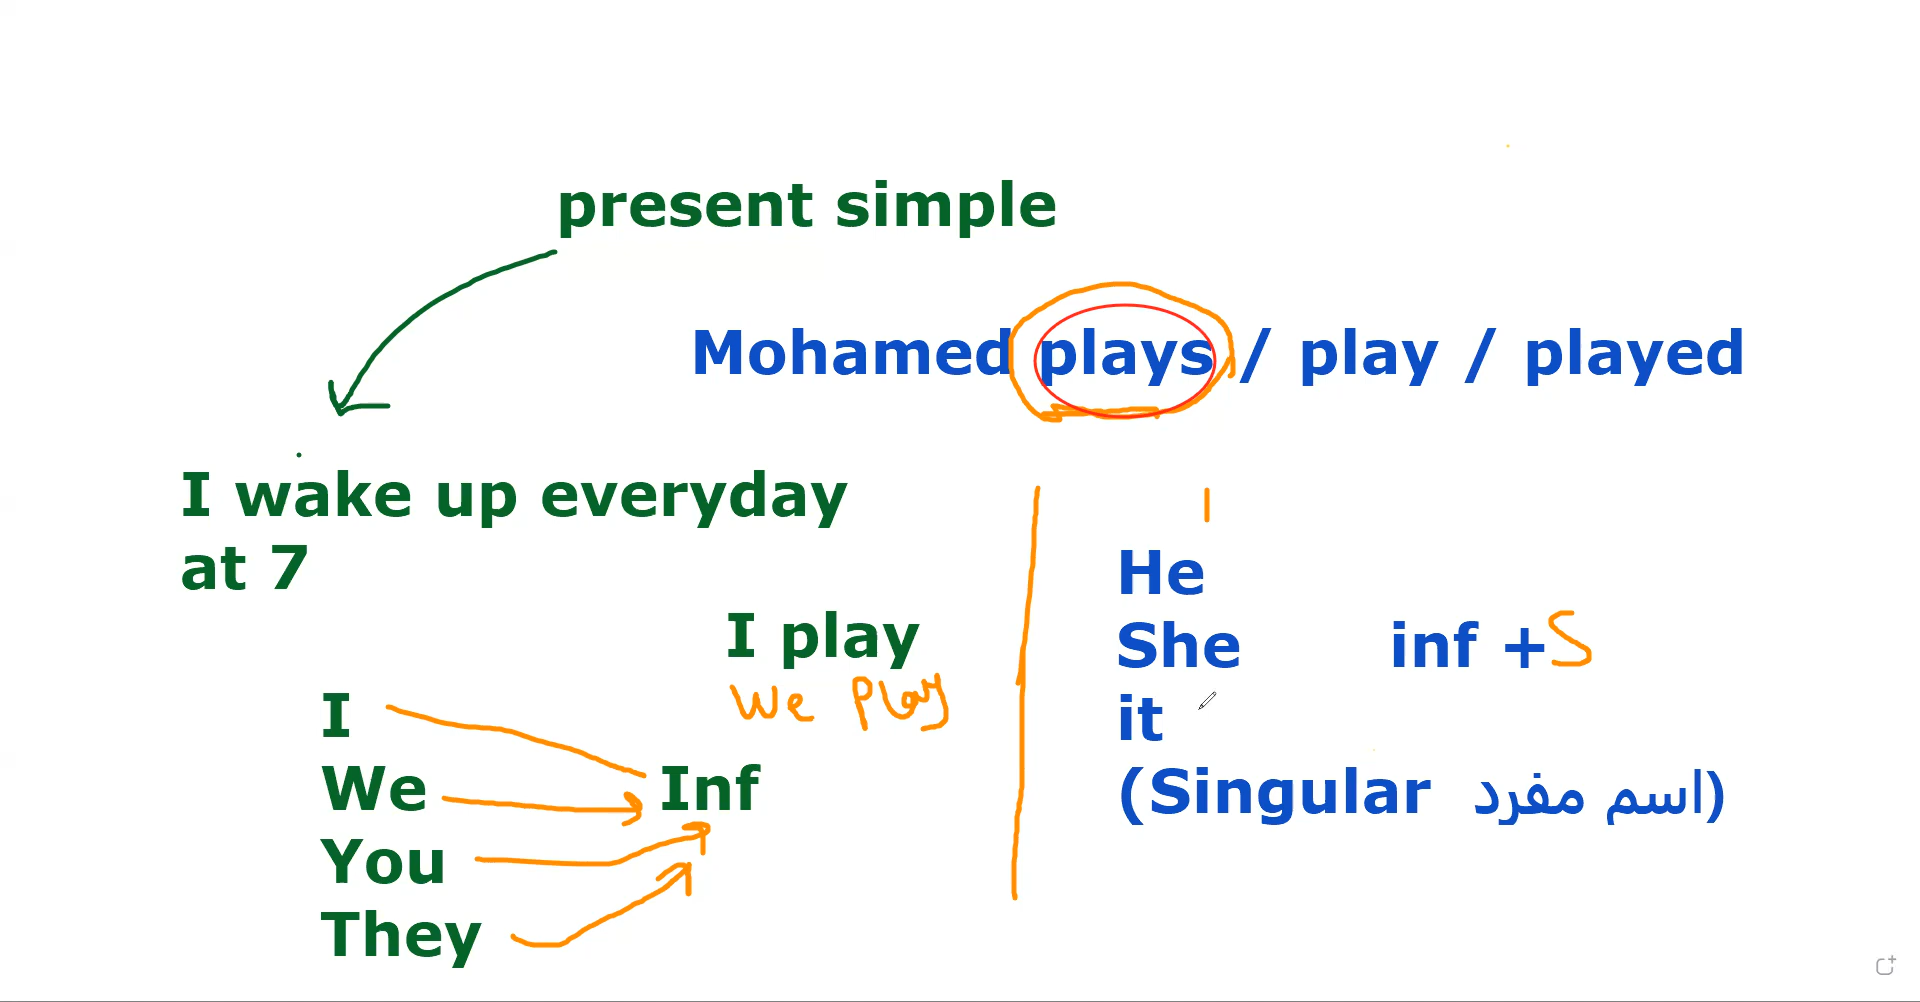 present simple
Mohamed plays / play / played
I wake up everyday
at 7
I play
We Play
I
We
You
They
Inf
He
She
it
inf +S
(Singular اسم مفرد)